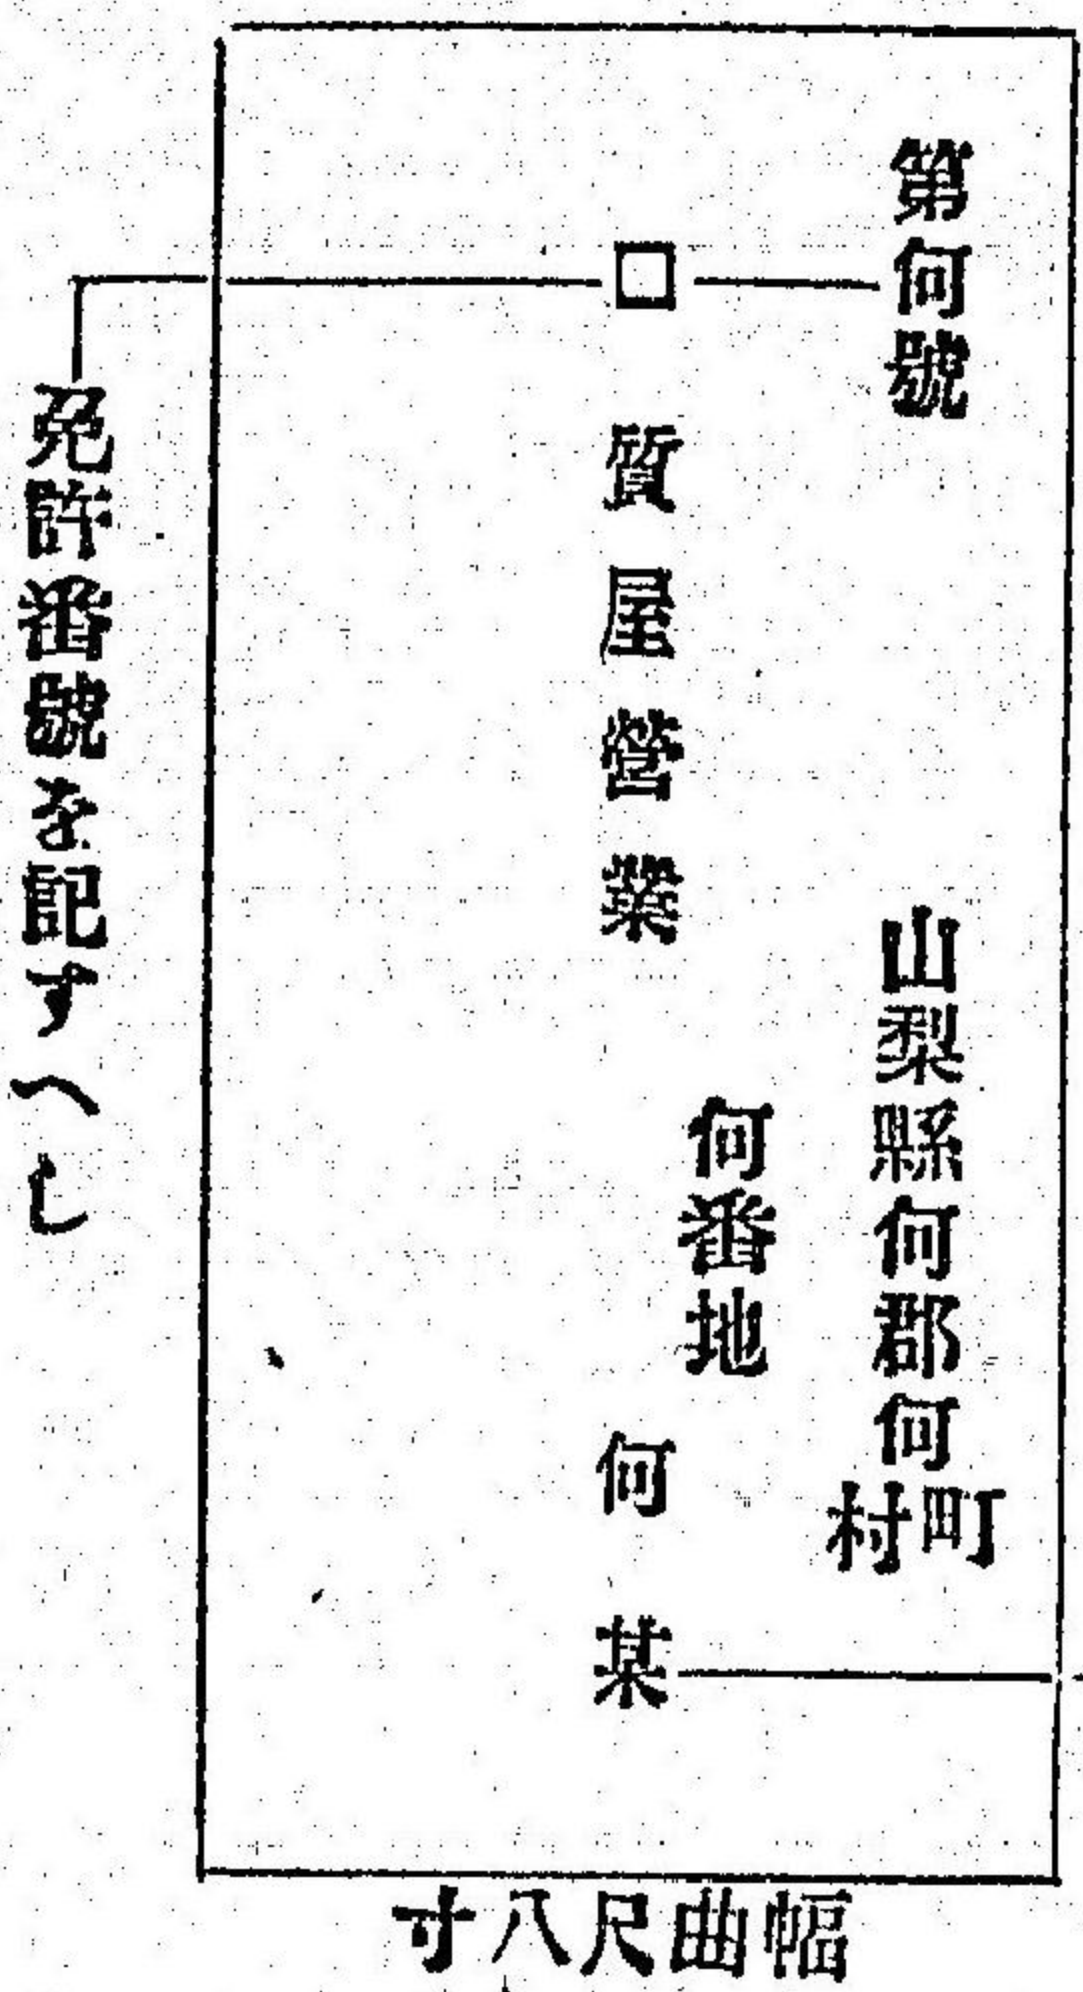 第何號
山梨縣何郡何町村
何番地
□質屋營業
何某
免許番號を記すへし
幅曲尺八寸